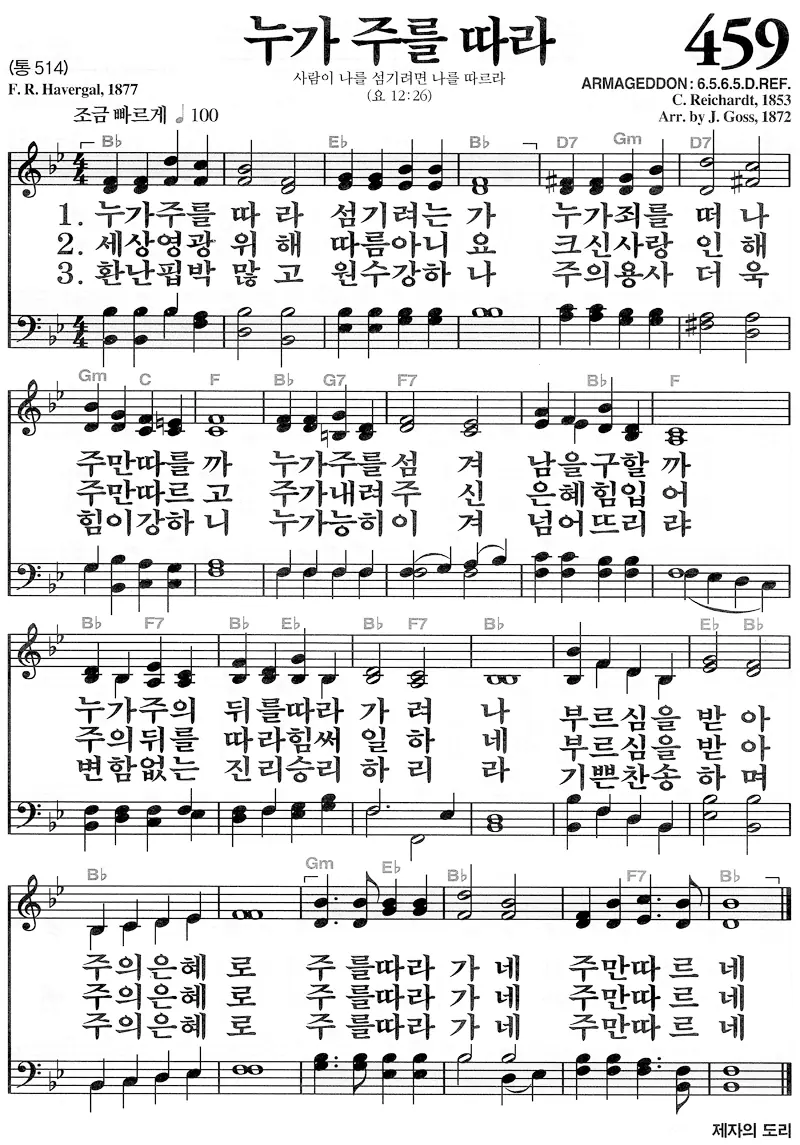 누가 주를 따라
459
(통 514)
사람이 나를 섬기려면 나를 따르라
ARMAGEDDON : 6.5.6.5.D.REF.
F. R. Havergal, 1877
(요 12:26)
C. Reichardt, 1853
조금 빠르게 ♩ 100
Arr. by J. Goss, 1872
B♭ E♭ B♭ D7 Gm D7
1. 누가주를 따 라 섬기려는 가 누가죄를 떠 나
2. 세상영광 위 해 따름아니 요 크신사랑 인 해
3. 환난핍박 많 고 원수강하 나 주의용사 더 욱
Gm C F B♭ G7 F7 B♭ F
주만따를 까 누가주를 섬 겨 남을구할 까
주만따르 고 주가내려 주 신 은혜힘입 어
힘이강하 니 누가능히 이 겨 넘어뜨리 랴
B♭ F7 B♭ E♭ B♭ F7 B♭ E♭ B♭
누가주의 뒤를따라 가 려 나 부르심을 받 아
주의뒤를 따라힘써 일 하 네 부르심을 받 아
변함없는 진리승리 하 리 라 기쁜찬송 하 며
B♭ Gm E♭ B♭ F7 B♭
주의은혜 로 주 를따라 가 네 주만따 르 네
주의은혜 로 주 를따라 가 네 주만따 르 네
주의은혜 로 주 를따라 가 네 주만따 르 네
제자의 도리